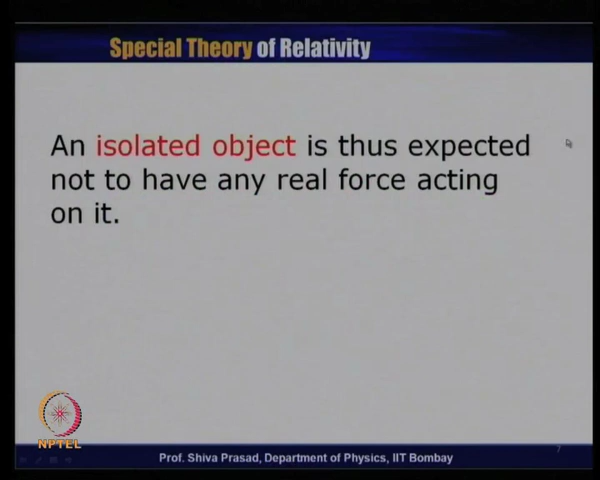 Special Theory of Relativity
An isolated object is thus expected
not to have any real force acting
on it.
NPTEL
7
Prof. Shiva Prasad, Department of Physics, IIT Bombay